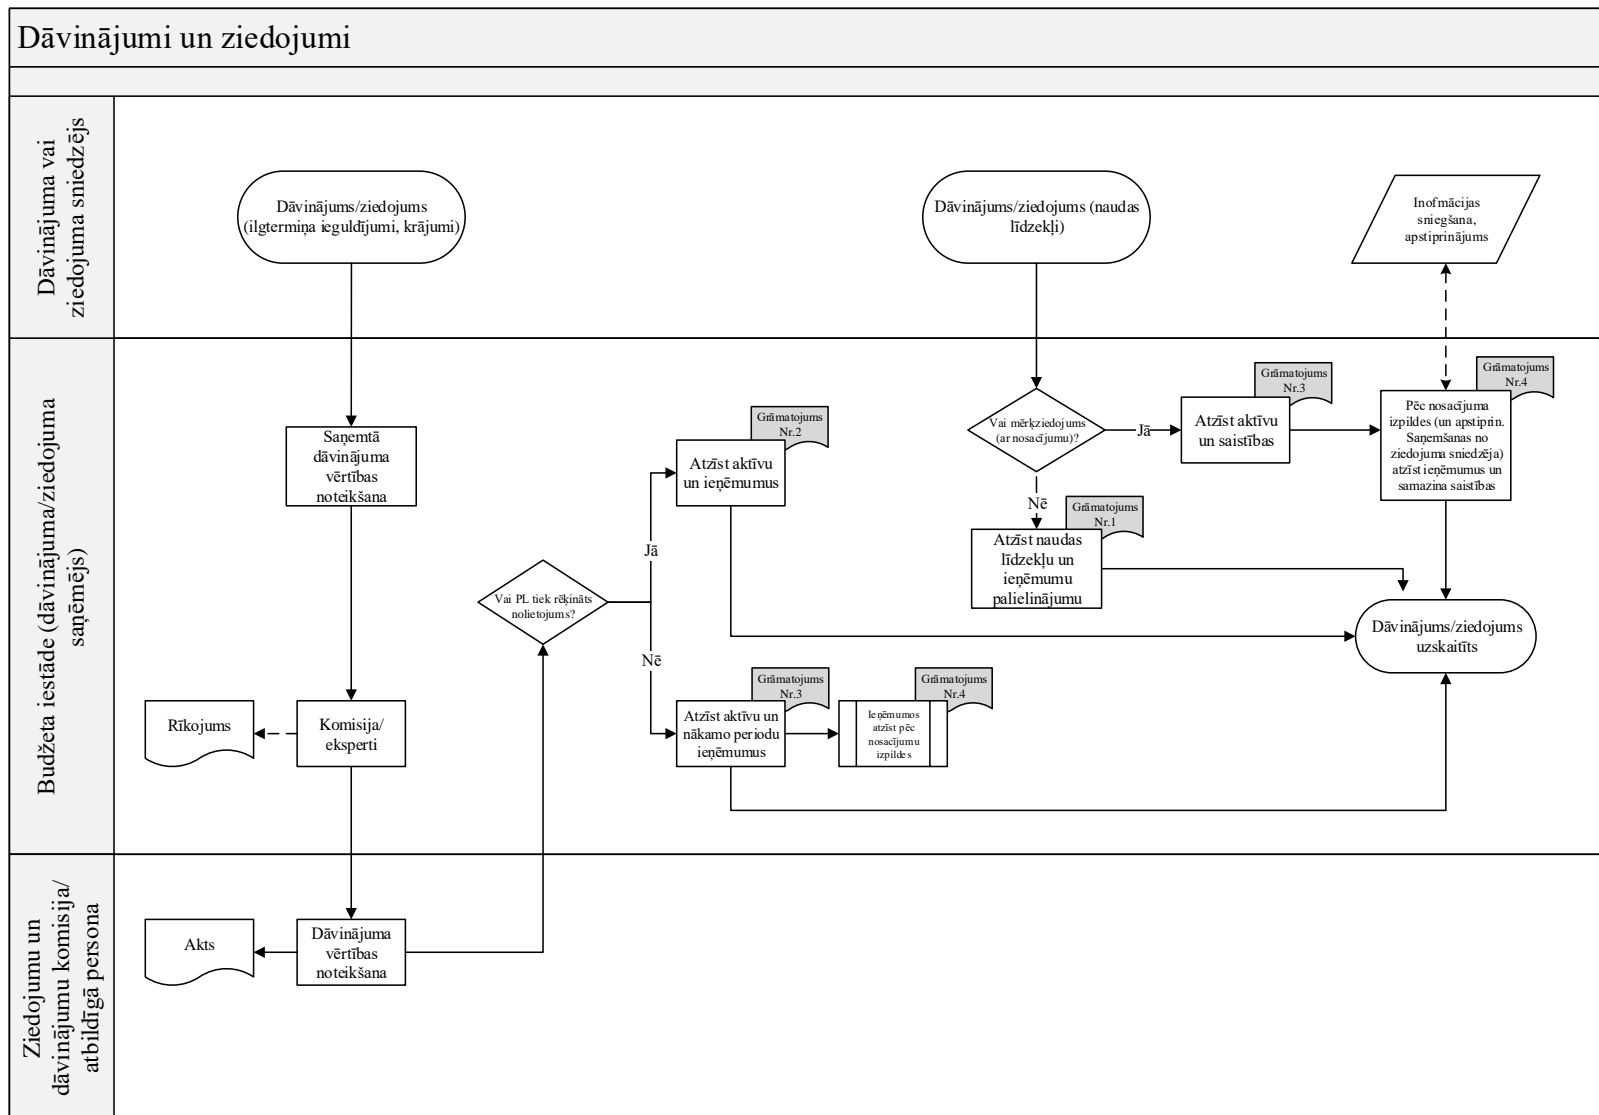 Dāvinājumi un ziedojumi
Dāvinājuma vai
ziedojuma sniedzējs
Dāvinājums/ziedojums
(ilgtermiņa ieguldījumi, krājumi)
Dāvinājums/ziedojums (naudas
līdzekļi)
Inofmācijas
sniegšana,
apstiprinājums
Budžeta iestāde (dāvinājuma/ziedojuma
saņēmējs)
Saņemtā
dāvinājuma
vērtības
noteikšana
Rīkojums
Komisija/
eksperti
Vai PL tiek rēķināts
nolietojums?
Jā
Nē
Grāmatojums
Nr.2
Atzīst aktīvu
un ieņēmumus
Grāmatojums
Nr.3
Atzīst aktīvu un
nākamo periodu
ieņēmumus
Grāmatojums
Nr.4
Ieņēmumos
atzīst pēc
nosacījumu
izpildes
Vai mērķziedojums
(ar nosacījumu)?
Jā
Nē
Grāmatojums
Nr.1
Atzīst naudas
līdzekļu un
ieņēmumu
palielinājumu
Grāmatojums
Nr.3
Atzīst aktīvu
un saistības
Grāmatojums
Nr.4
Pēc nosacījuma
izpildes (un apstiprin.
Saņemšanas no
ziedojuma sniedzēja)
atzīst ieņēmumus un
samazina saistības
Dāvinājums/ziedojums
uzskaitīts
Ziedojumu un
dāvinājumu komisija/
atbildīgā persona
Akts
Dāvinājuma
vērtības
noteikšana